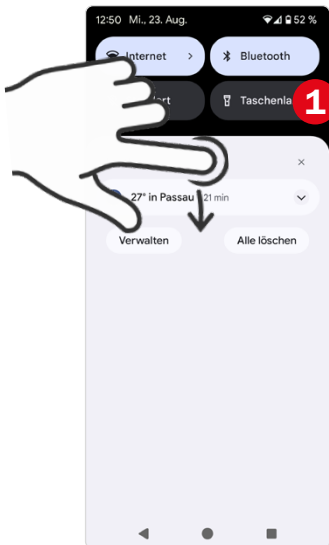 12:50 Mi., 23. Aug. 52 %
Internet Bluetooth
Taschenla 1
27° in Passau 21 min
Verwalten Alle löschen